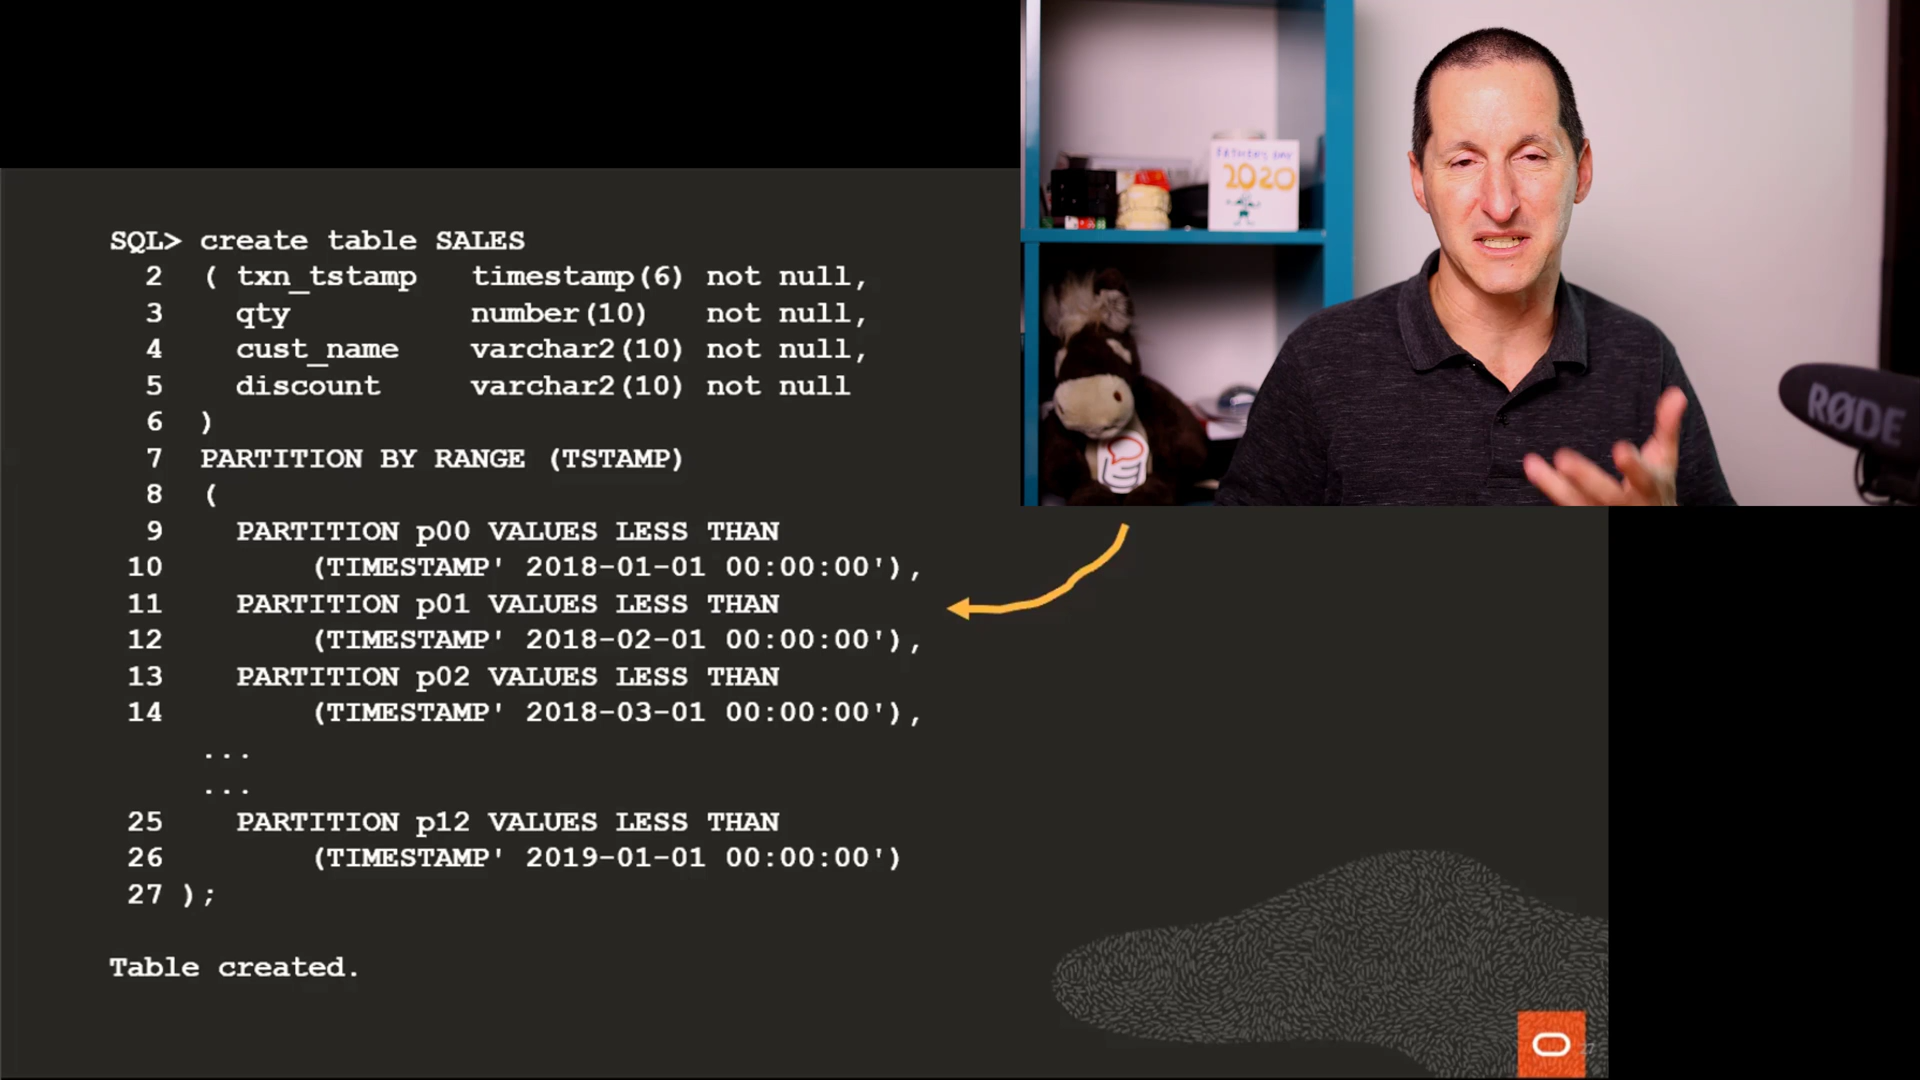 SQL> create table SALES
2 ( txn_tstamp timestamp(6) not null,
3 qty number(10) not null,
4 cust_name varchar2(10) not null,
5 discount varchar2(10) not null
6 )
7 PARTITION BY RANGE (TSTAMP)
8 (
9 PARTITION p00 VALUES LESS THAN
10 (TIMESTAMP' 2018-01-01 00:00:00'),
11 PARTITION p01 VALUES LESS THAN
12 (TIMESTAMP' 2018-02-01 00:00:00'),
13 PARTITION p02 VALUES LESS THAN
14 (TIMESTAMP' 2018-03-01 00:00:00'),
...
...
25 PARTITION p12 VALUES LESS THAN
26 (TIMESTAMP' 2019-01-01 00:00:00')
27 );
Table created.
FATHER'S DAY
2020
RØDE
27